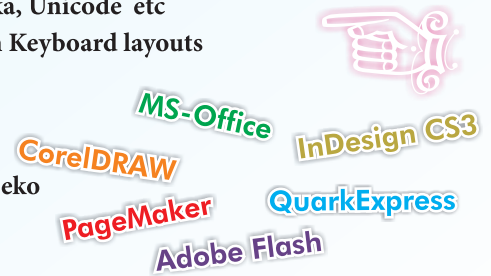 ka, Unicode etc
Keyboard layouts
MS-Office
InDesign CS3
CorelDRAW
eko
QuarkExpress
PageMaker
Adobe Flash